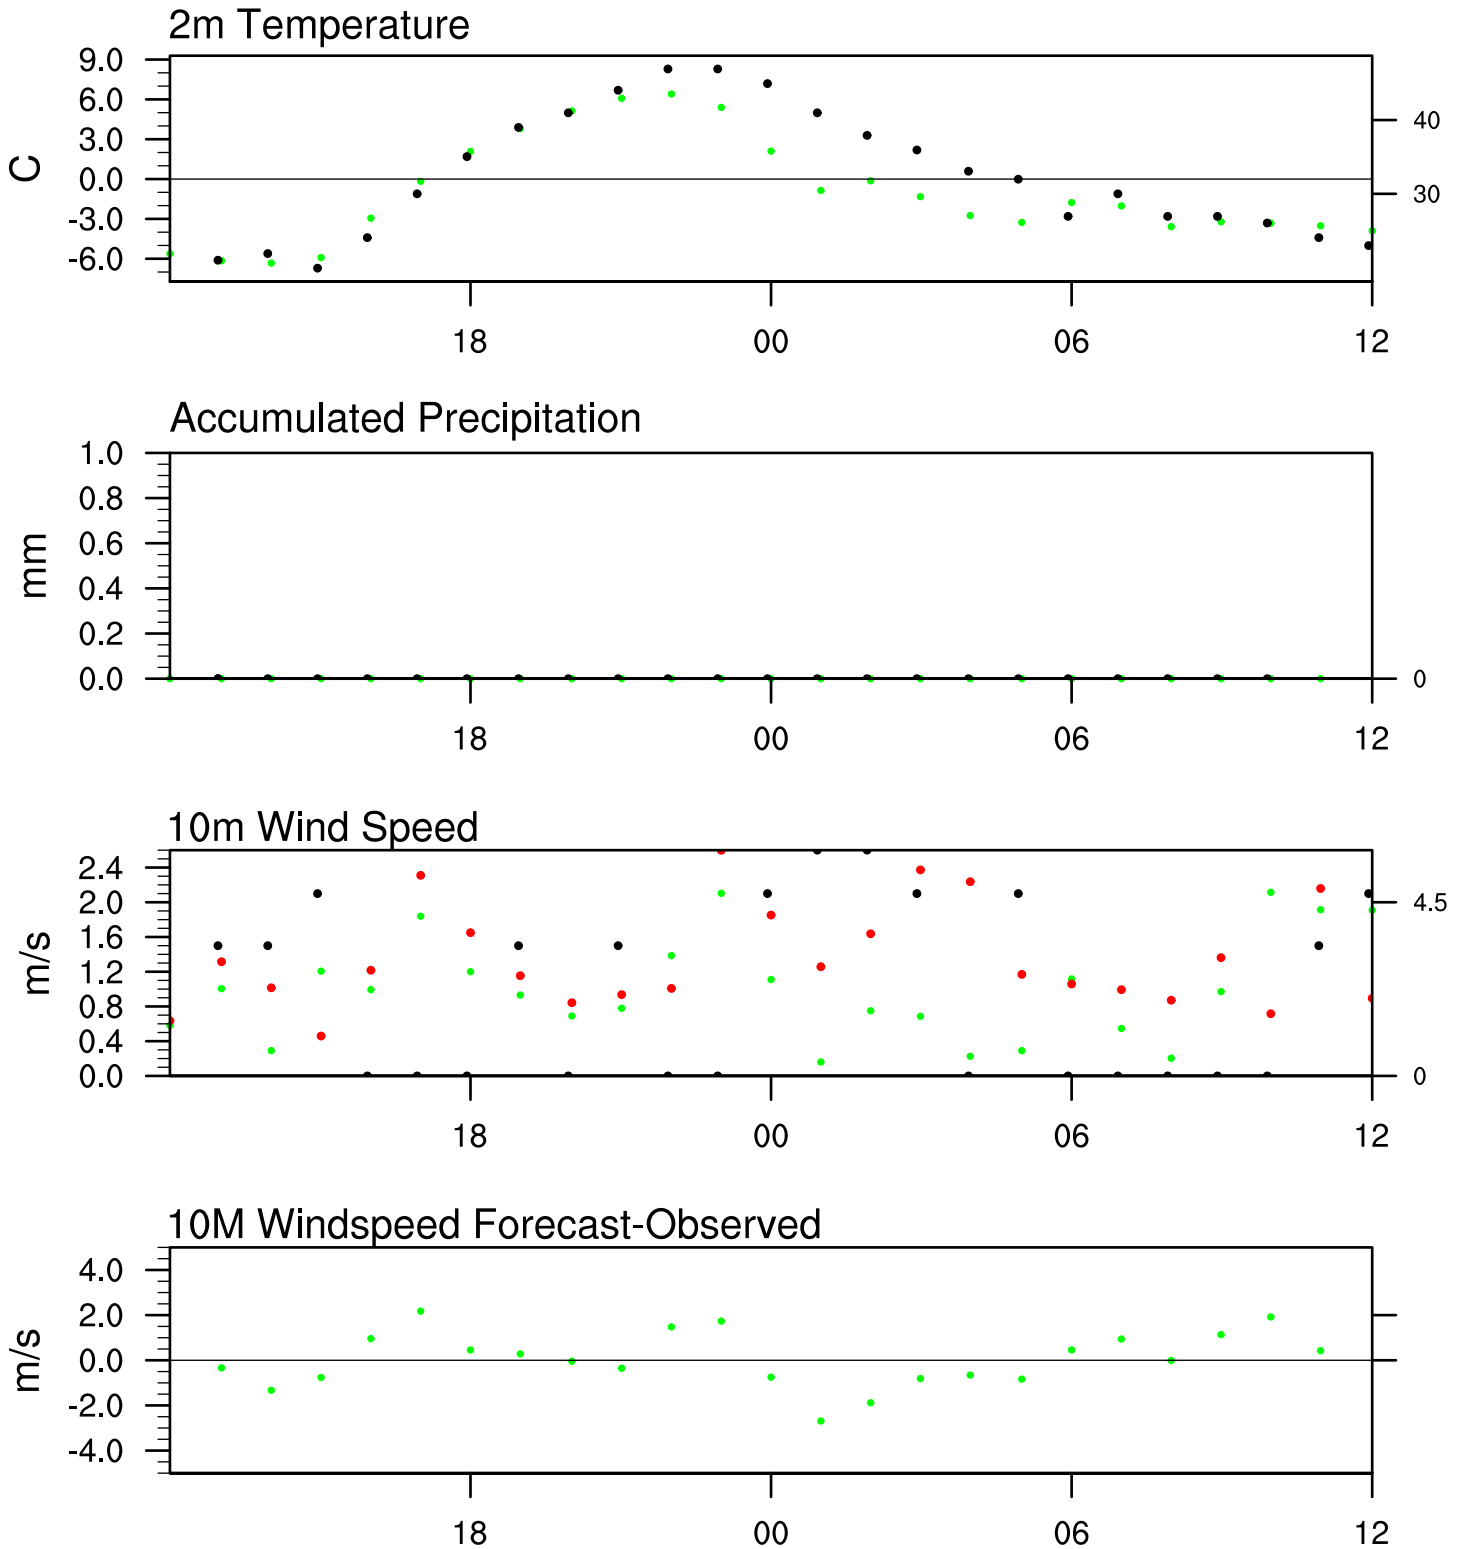 2m Temperature
9.0
6.0
3.0
0.0
-3.0
-6.0
C
40
30
18 00 06 12
Accumulated Precipitation
1.0
0.8
0.6
0.4
0.2
0.0
mm
0
18 00 06 12
10m Wind Speed
2.4
2.0
1.6
1.2
0.8
0.4
0.0
m/s
4.5
0
18 00 06 12
10M Windspeed Forecast-Observed
4.0
2.0
0.0
-2.0
-4.0
m/s
18 00 06 12